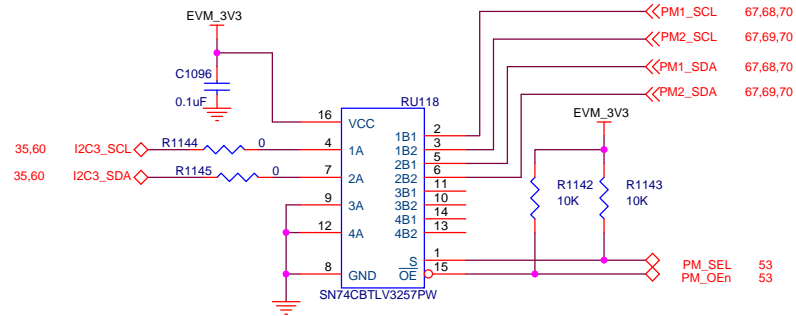 EVM_3V3
C1096
0.1uF
RU118
PM1_SCL 67,68,70
PM2_SCL 67,69,70
PM1_SDA 67,68,70
PM2_SDA 67,69,70
EVM_3V3
35,60 I2C3_SCL R1144 0
35,60 I2C3_SDA R1145 0
16 VCC
4 1A
7 2A
9 3A
12 4A
8 GND
1B1 2
1B2 3
2B1 5
2B2 6
3B1 11
3B2 10
4B1 14
4B2 13
S 1
OE 15
SN74CBTLV3257PW
R1142
10K
R1143
10K
PM_SEL 53
PM_OEn 53